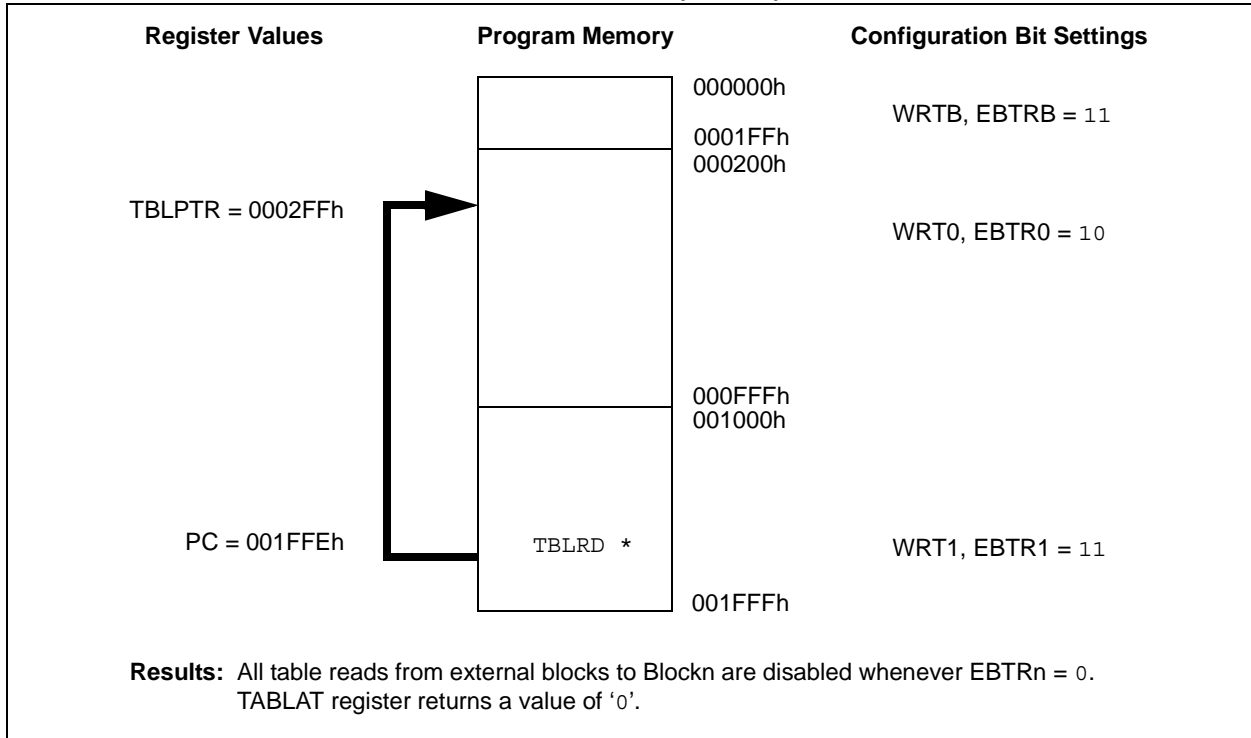 Register Values Program Memory Configuration Bit Settings
000000h
WRTB, EBTRB = 11
0001FFh
000200h
TBLPTR = 0002FFh
WRT0, EBTR0 = 10
000FFFh
001000h
PC = 001FFEh TBLRD * WRT1, EBTR1 = 11
001FFFh
Results: All table reads from external blocks to Blockn are disabled whenever EBTRn = 0.
TABLAT register returns a value of ‘0’.